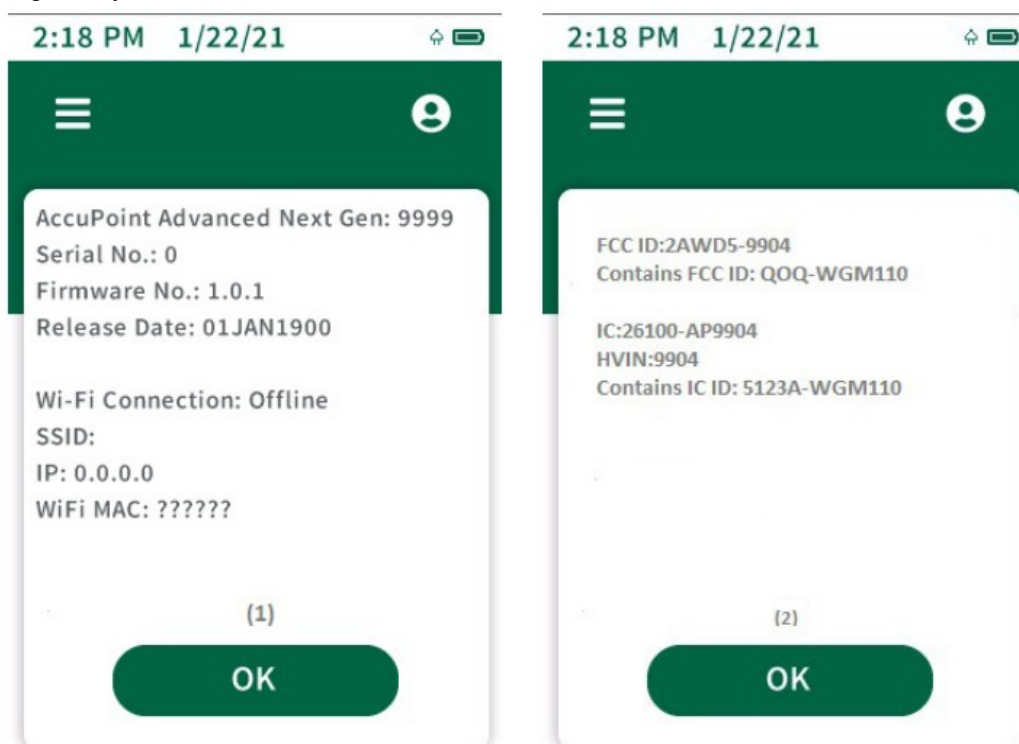 2:18 PM 1/22/21
AccuPoint Advanced Next Gen: 9999
Serial No.: 0
Firmware No.: 1.0.1
Release Date: 01JAN1900
Wi-Fi Connection: Offline
SSID:
IP: 0.0.0.0
WiFi MAC: ??????
(1)
OK
2:18 PM 1/22/21
FCC ID:2AWD5-9904
Contains FCC ID: QOQ-WGM110
IC:26100-AP9904
HVIN:9904
Contains IC ID: 5123A-WGM110
(2)
OK